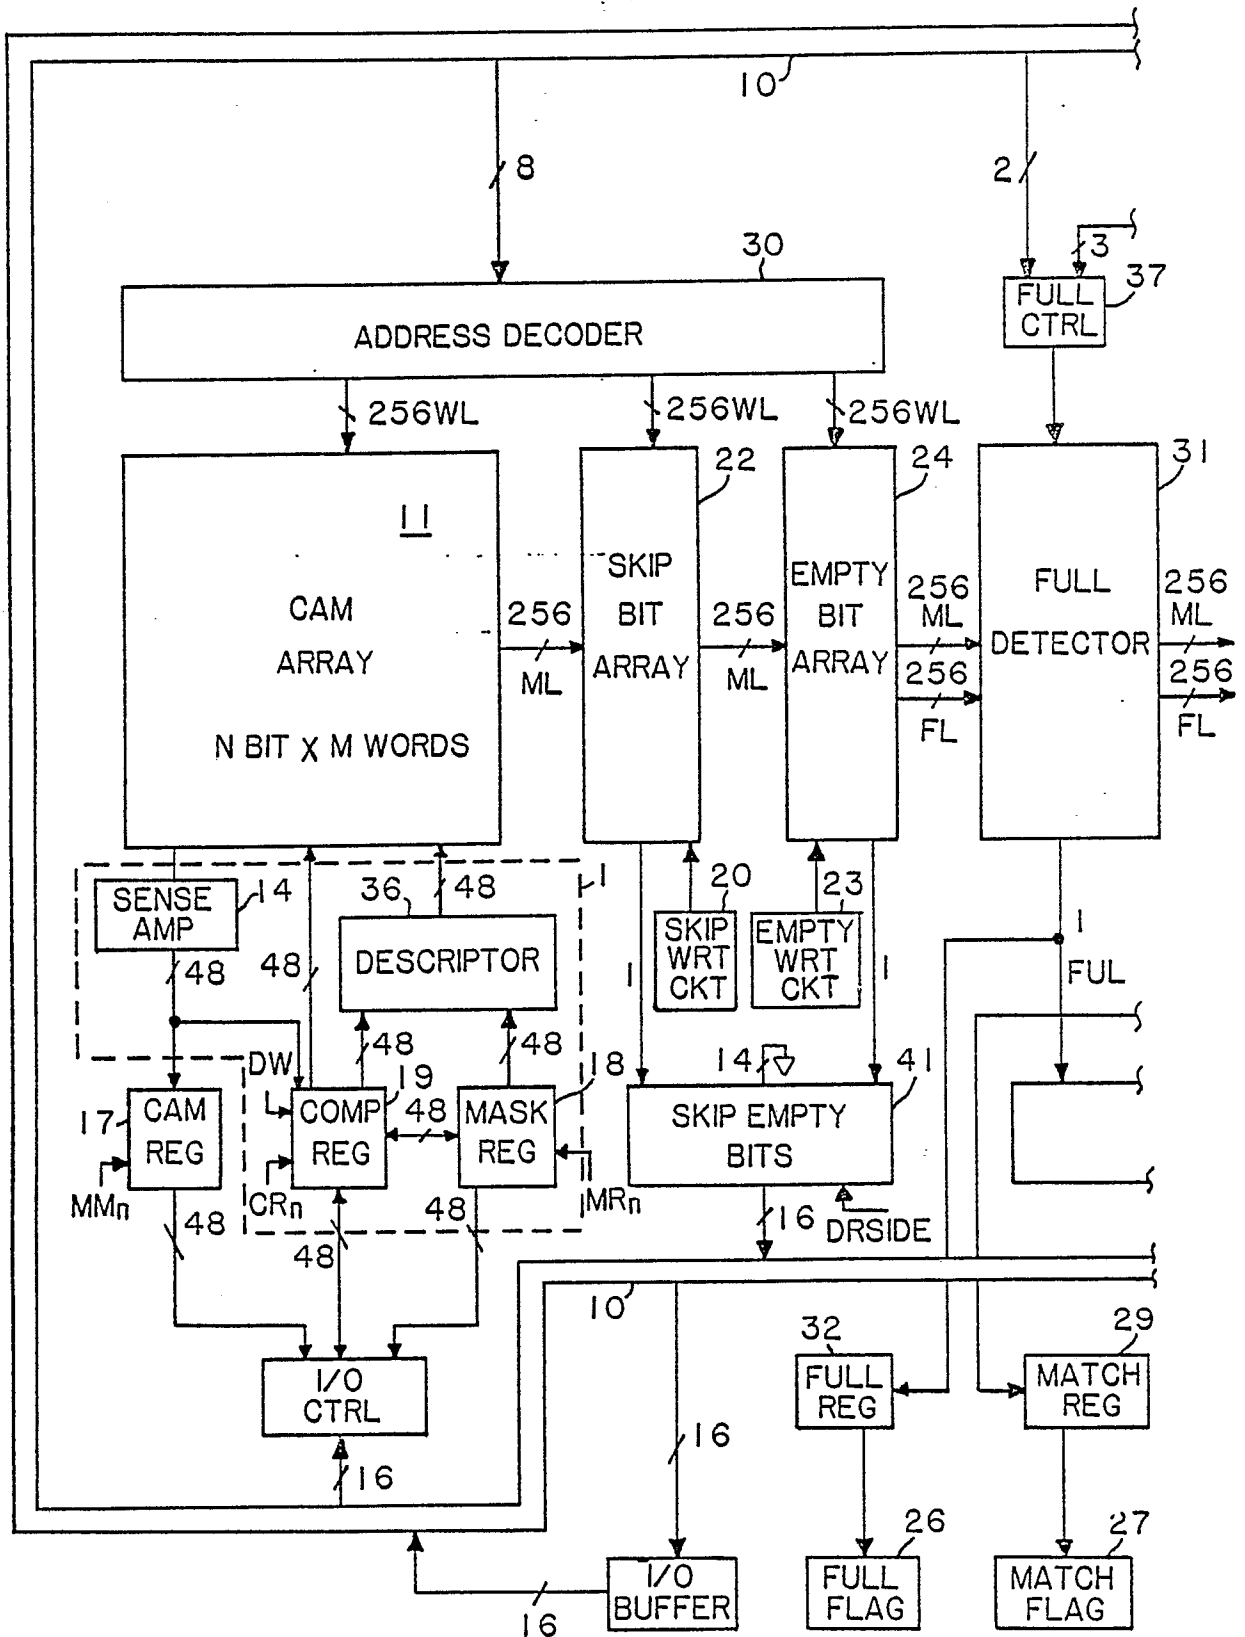 10
8
2
3
30
37
FULL
CTRL
ADDRESS DECODER
256WL
256WL
256WL
22
24
31
11
SKIP
BIT
ARRAY
EMPTY
BIT
ARRAY
FULL
DETECTOR
CAM
ARRAY
N BIT X M WORDS
256
ML
256
ML
256
ML
256
FL
256
ML
256
FL
SENSE
AMP
14
36
48
1
20
23
DESCRIPTOR
SKIP
WRT
CKT
EMPTY
WRT
CKT
1
1
1
FUL
48
48
48
48
DW
19
18
14
41
17
CAM
REG
COMP
REG
48
MASK
REG
SKIP EMPTY
BITS
MMn
CRn
MRn
48
48
48
16
DRSIDE
10
32
29
I/O
CTRL
FULL
REG
MATCH
REG
16
16
26
27
I/O
BUFFER
FULL
FLAG
MATCH
FLAG
16